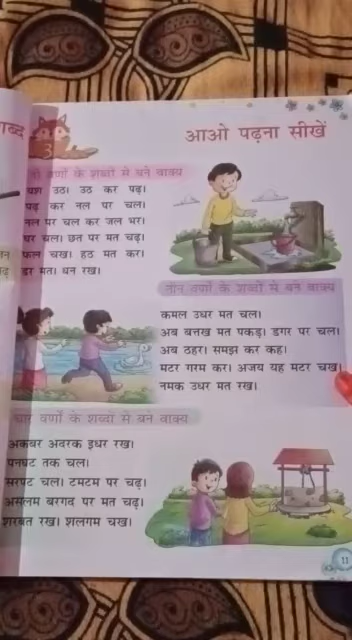 ब्द
3
आओ पढ़ना सीखें
दो वर्णों के शब्दों से बने वाक्य
उठ। उठ कर पढ़।
पढ़ कर नल पर चल।
नल पर चल कर जल भर।
घर चल। छत पर मत चढ़।
फल चख। हठ मत कर।
डर मत। धन रख।
तीन वर्णों के शब्दों से बने वाक्य
कमल उधर मत चल।
अब बत्तख मत पकड़। डगर पर चल।
अब ठहर। समझ कर कह।
मटर गरम कर। अजय यह मटर चख।
नमक उधर मत रख।
चार वर्णों के शब्दों से बने वाक्य
अकबर अदरक इधर रख।
पनघट तक चल।
सरपट चल। टमटम पर चढ़।
असलम बरगद पर मत चढ़।
शरबत रख। शलगम चख।
11